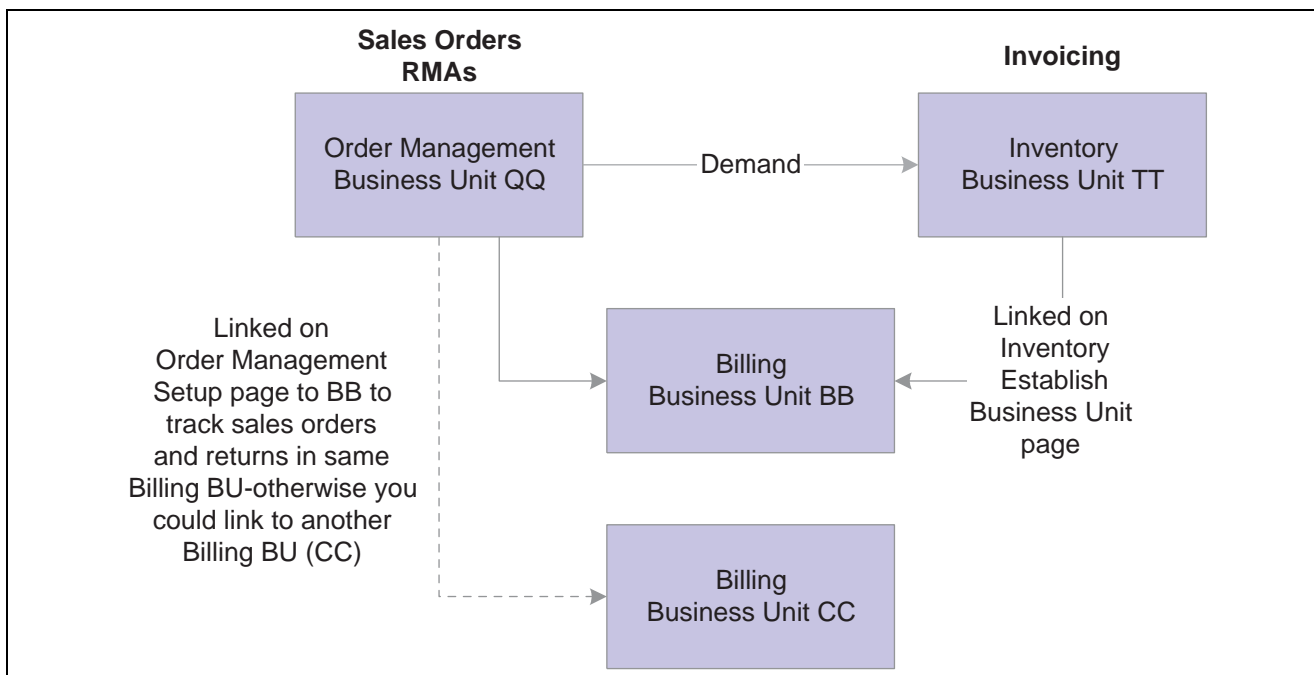 Sales Orders
RMAs
Invoicing
Order Management
Business Unit QQ
Demand
Inventory
Business Unit TT
Linked on
Order Management
Setup page to BB to
track sales orders
and returns in same
Billing BU-otherwise you
could link to another
Billing BU (CC)
Billing
Business Unit BB
Linked on
Inventory
Establish
Business Unit
page
Billing
Business Unit CC